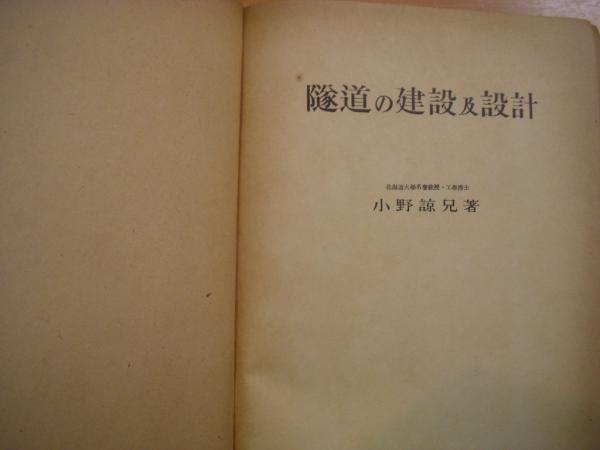 隧道の建設及設計
北海道大學名譽敎授・工學博士
小野諒兄著